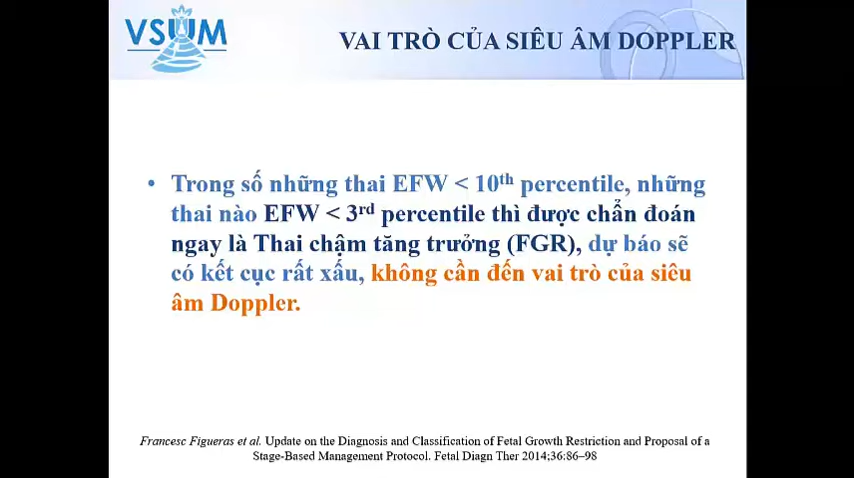 VSUM
VAI TRÒ CỦA SIÊU ÂM DOPPLER
• Trong số những thai EFW < 10th percentile, những
thai nào EFW < 3rd percentile thì được chẩn đoán
ngay là Thai chậm tăng trưởng (FGR), dự báo sẽ
có kết cục rất xấu, không cần đến vai trò của siêu
âm Doppler.
Francesc Figueras et al. Update on the Diagnosis and Classification of Fetal Growth Restriction and Proposal of a
Stage-Based Management Protocol. Fetal Diagn Ther 2014;36:86–98